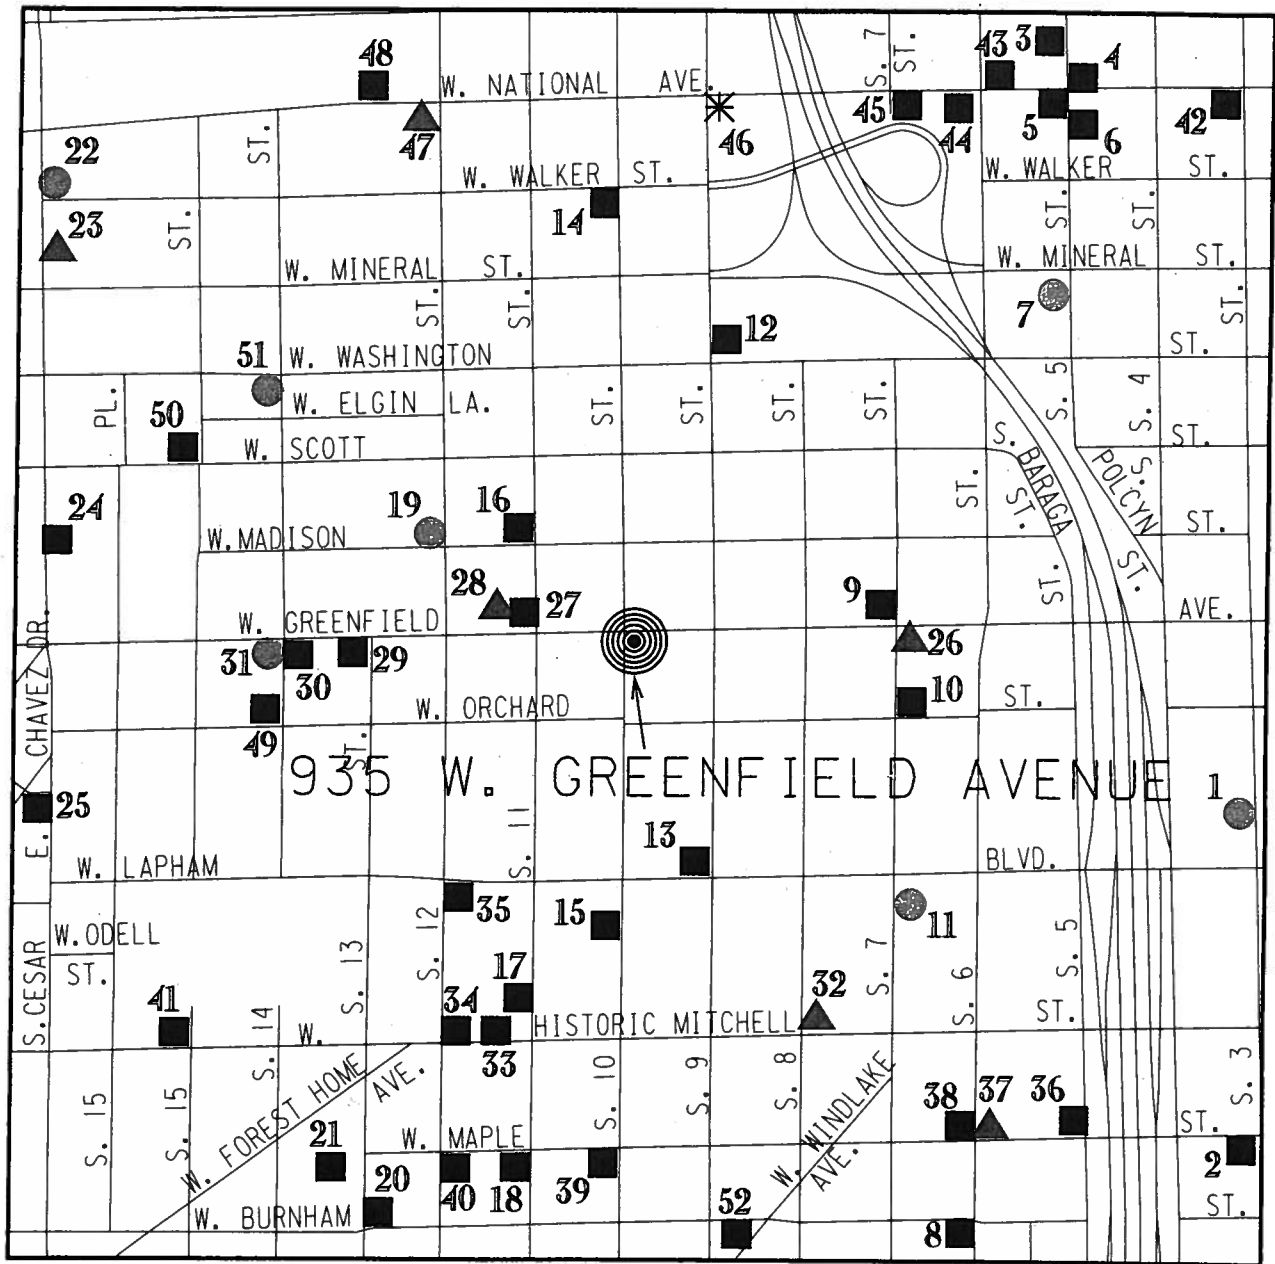 48
43 3
4
W. NATIONAL AVE.
S. 7 ST.
46
45
44
5
6
42
47
22
ST.
W. WALKER ST.
W. WALKER ST.
23
ST.
14
ST.
ST.
W. MINERAL ST.
W. MINERAL ST.
7
ST.
ST.
ST.
12
51
W. WASHINGTON
ST.
PL.
W. ELGIN LA.
ST.
ST.
ST.
ST.
S. 5
S. 4
50
W. SCOTT
ST.
S. BARAGA ST.
S. POLCYN ST.
24
19
16
ST.
W. MADISON
ST.
28
27
9
ST.
AVE.
W. GREENFIELD
26
31
30
29
10
ST.
W. ORCHARD
49
ST.
935 W. GREENFIELD AVENUE
1
25
S. 11
13
W. LAPHAM
BLVD.
35
15
11
W. ODELL ST.
S. CESAR E. CHAVEZ DR.
S. 13
S. 12
S. 7
S. 6
S. 5
17
41
34
32
S. 14
W. HISTORIC MITCHELL ST.
33
S. 15
S. 15
W. FOREST HOME AVE.
S. 10
S. 9
S. 8
W. WINDLAKE AVE.
S. 3
38
37
36
21
W. MAPLE
ST.
20
40
18
39
2
W. BURNHAM
52
8
ST.